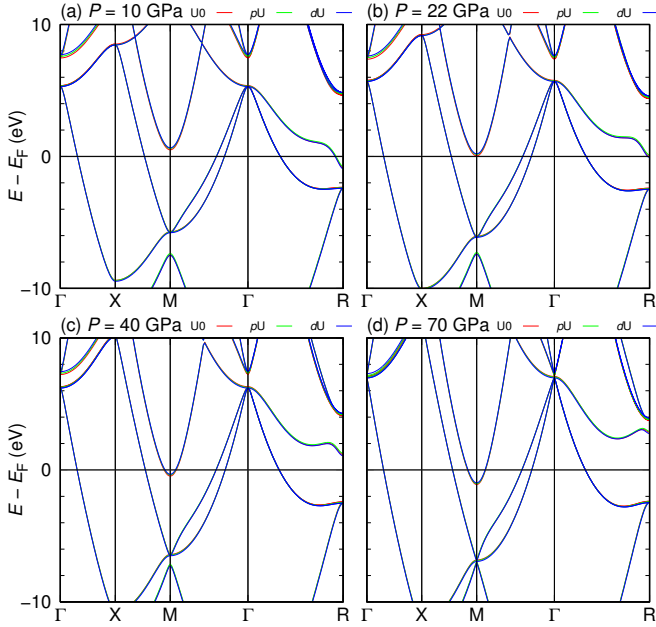 (a) P = 10 GPa U0 pU dU
(b) P = 22 GPa U0 pU dU
10
0
−10
E − EF (eV)
Γ X M Γ R
Γ X M Γ R
(c) P = 40 GPa U0 pU dU
(d) P = 70 GPa U0 pU dU
10
0
−10
E − EF (eV)
Γ X M Γ R
Γ X M Γ R